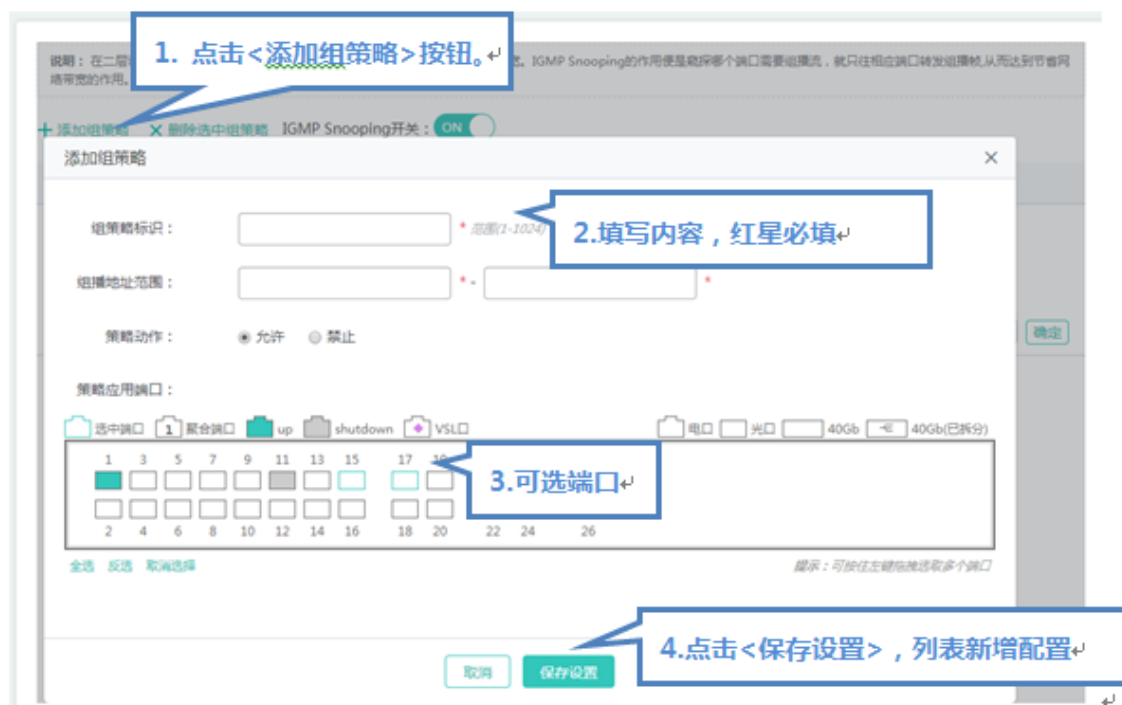 1. 点击<添加组策略>按钮。
说明：在二层 宽。IGMP Snooping的作用便是窥探哪个端口需要组播流，就只往相应端口转发组播帧,从而达到节省网
络带宽的作用。
添加组策略 删除选中组策略 IGMP Snooping开关： ON
添加组策略
组策略标识： * 范围(1-1024)
2.填写内容，红星必填
组播地址范围： * - *
策略动作： 允许 禁止
确定
策略应用端口：
选中端口 1 聚合端口 up shutdown VSL口 电口 光口 40Gb 40Gb(已拆分)
1 3 5 7 9 11 13 15 17 19
3.可选端口
2 4 6 8 10 12 14 16 18 20 22 24 26
全选 反选 取消选择 提示：可按住左键拖拽选取多个端口
4.点击<保存设置>，列表新增配置
取消 保存设置